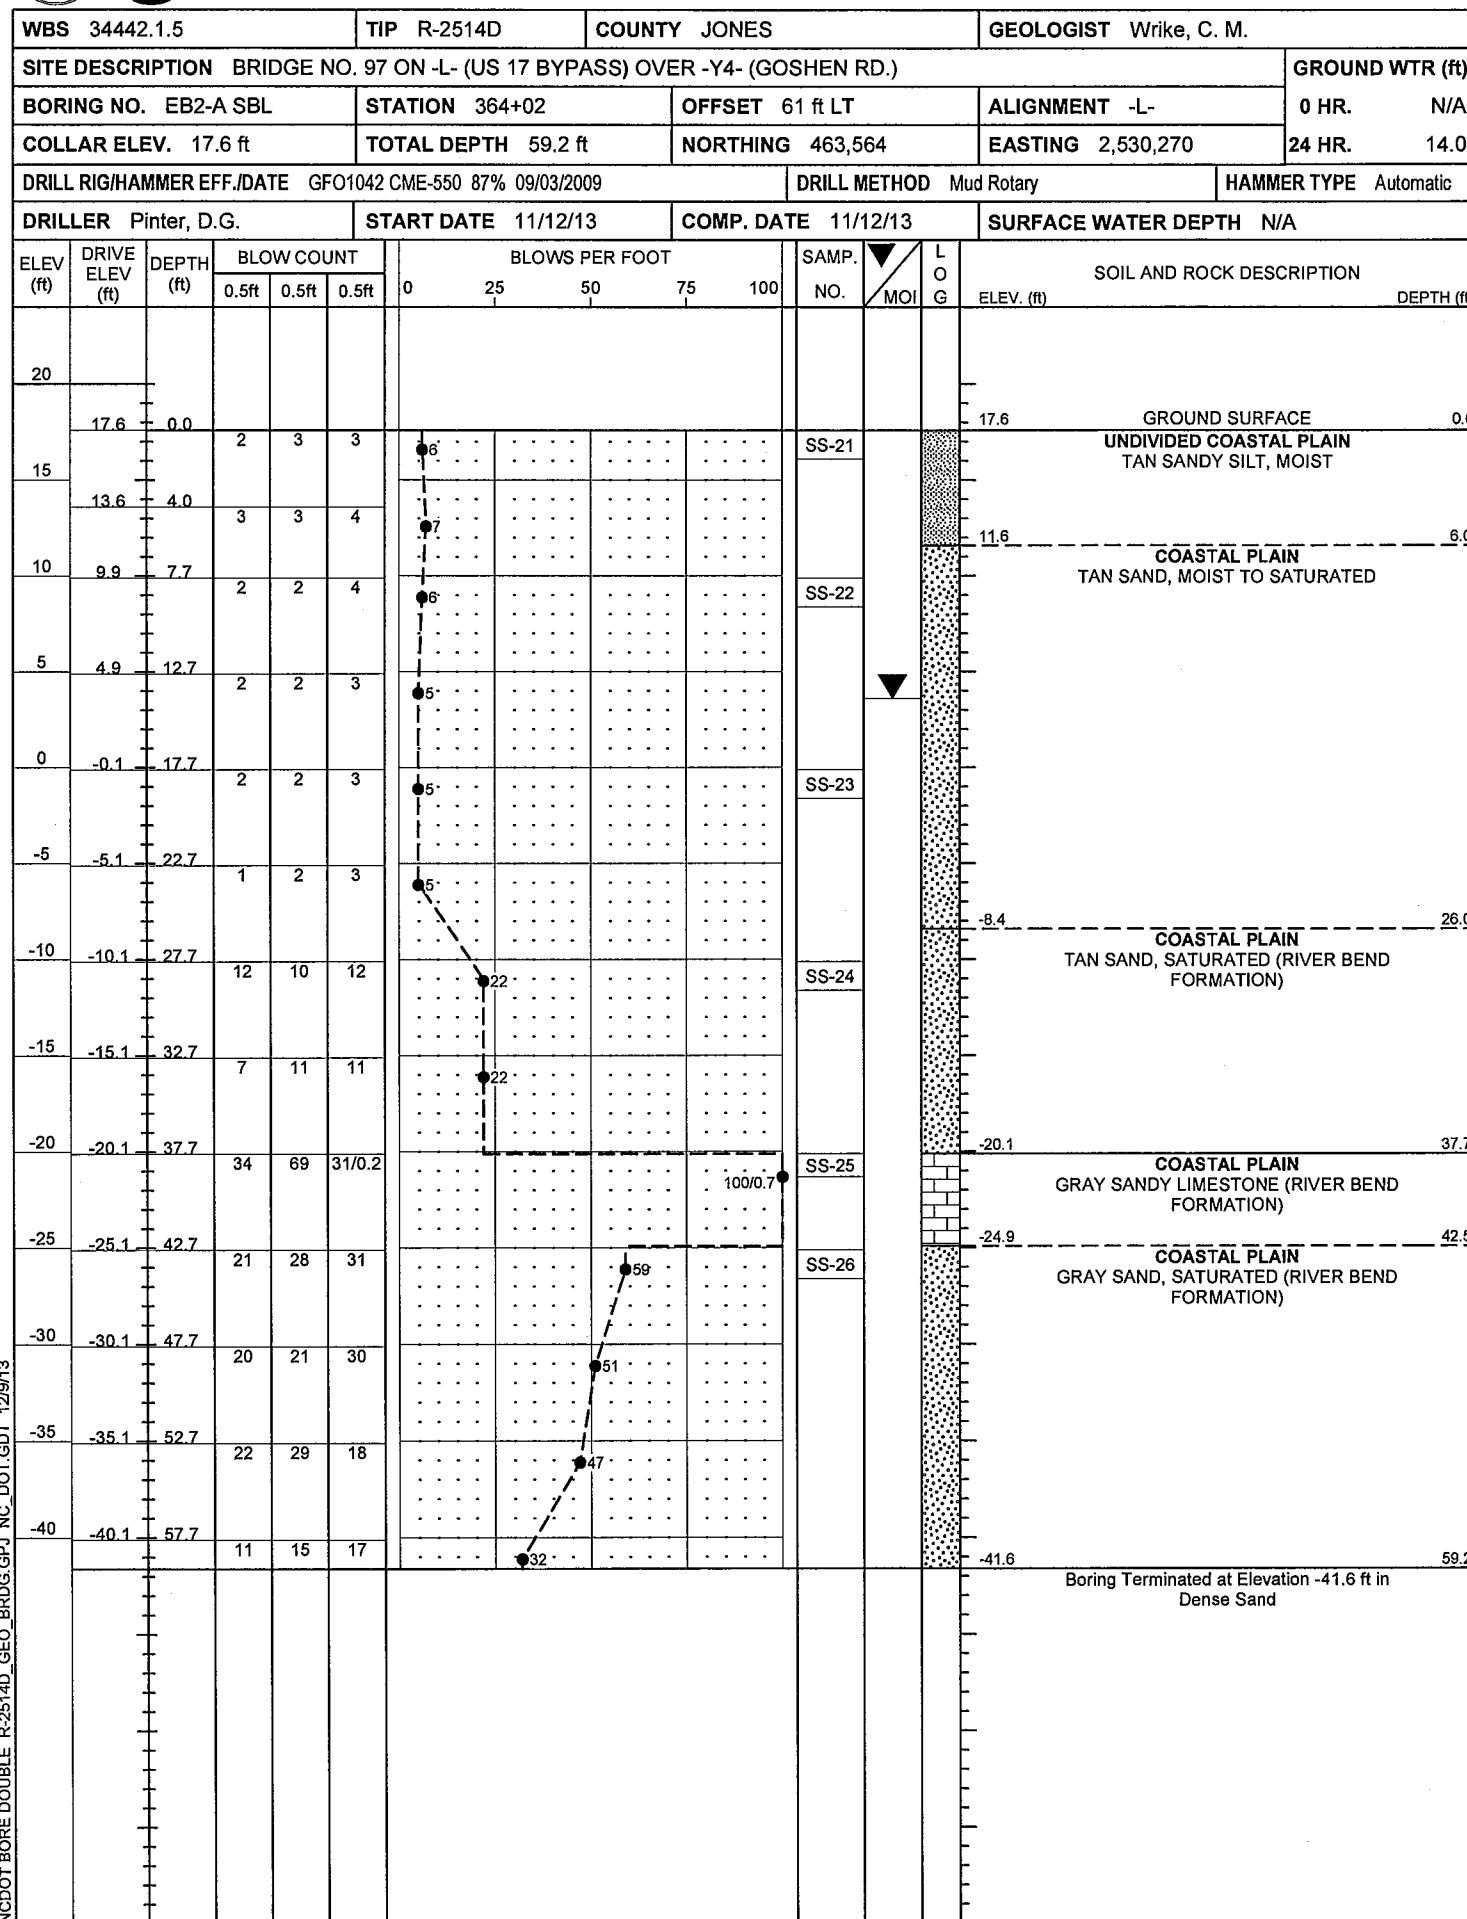 WBS 34442.1.5 TIP R-2514D COUNTY JONES GEOLOGIST Wrike, C. M.
SITE DESCRIPTION BRIDGE NO. 97 ON -L- (US 17 BYPASS) OVER -Y4- (GOSHEN RD.) GROUND WTR (ft)
BORING NO. EB2-A SBL STATION 364+02 OFFSET 61 ft LT ALIGNMENT -L- 0 HR. N/A
COLLAR ELEV. 17.6 ft TOTAL DEPTH 59.2 ft NORTHING 463,564 EASTING 2,530,270 24 HR. 14.0
DRILL RIG/HAMMER EFF./DATE GFO1042 CME-550 87% 09/03/2009 DRILL METHOD Mud Rotary HAMMER TYPE Automatic
DRILLER Pinter, D.G. START DATE 11/12/13 COMP. DATE 11/12/13 SURFACE WATER DEPTH N/A
ELEV (ft) DRIVE ELEV (ft) DEPTH (ft) BLOW COUNT BLOWS PER FOOT SAMP. NO. MOI LOG SOIL AND ROCK DESCRIPTION
0.5ft 0.5ft 0.5ft 0 25 50 75 100 ELEV. (ft) DEPTH (ft
20
17.6 0.0 17.6 GROUND SURFACE 0.
2 3 3 6 SS-21 UNDIVIDED COASTAL PLAIN
TAN SANDY SILT, MOIST
15
13.6 4.0
3 3 4 7
11.6 6.0
COASTAL PLAIN
10 9.9 7.7 TAN SAND, MOIST TO SATURATED
2 2 4 6 SS-22
5 4.9 12.7
2 2 3 5
0 -0.1 17.7
2 2 3 5 SS-23
-5 -5.1 22.7
1 2 3 5
-8.4 26.0
COASTAL PLAIN
-10 -10.1 27.7 TAN SAND, SATURATED (RIVER BEND
12 10 12 22 SS-24 FORMATION)
-15 -15.1 32.7
7 11 11 22
-20 -20.1 37.7 -20.1 37.7
34 69 31/0.2 100/0.7 SS-25 COASTAL PLAIN
GRAY SANDY LIMESTONE (RIVER BEND
FORMATION)
-25 -25.1 42.7 -24.9 42.5
21 28 31 59 SS-26 COASTAL PLAIN
GRAY SAND, SATURATED (RIVER BEND
FORMATION)
-30 -30.1 47.7
20 21 30 51
-35 -35.1 52.7
22 29 18 47
-40 -40.1 57.7
11 15 17 32
-41.6 59.2
Boring Terminated at Elevation -41.6 ft in
Dense Sand
NCDOT BORE DOUBLE R-2514D_GEO_BRDG.GPJ NC_DOT.GDT 12/9/13